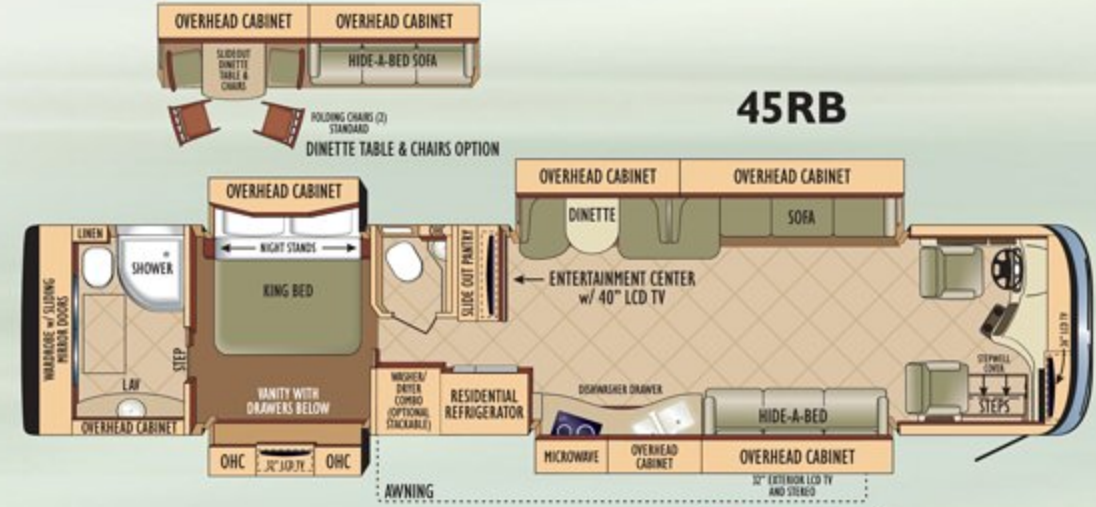 OVERHEAD CABINET
OVERHEAD CABINET
SLIDEOUT
DINETTE
TABLE &
CHAIRS
HIDE-A-BED SOFA
FOLDING CHAIRS (2)
STANDARD
DINETTE TABLE & CHAIRS OPTION
45RB
OVERHEAD CABINET
OVERHEAD CABINET
OVERHEAD CABINET
DINETTE
SOFA
LINEN
SHOWER
NIGHT STANDS
KING BED
SLIDE OUT PANTRY
ENTERTAINMENT CENTER
w/ 40" LCD TV
WARDROBE w/ SLIDING
MIRROR DOORS
STEP
LAV
OVERHEAD CABINET
VANITY WITH
DRAWERS BELOW
WASHER/
DRYER
COMBO
(OPTIONAL
STACKABLE)
RESIDENTIAL
REFRIGERATOR
DISHWASHER DRAWER
HIDE-A-BED
STEPWELL
COVER
STEPS
OHC
32" LCD TV
OHC
MICROWAVE
OVERHEAD
CABINET
OVERHEAD CABINET
32" EXTERIOR LCD TV
AND STEREO
AWNING